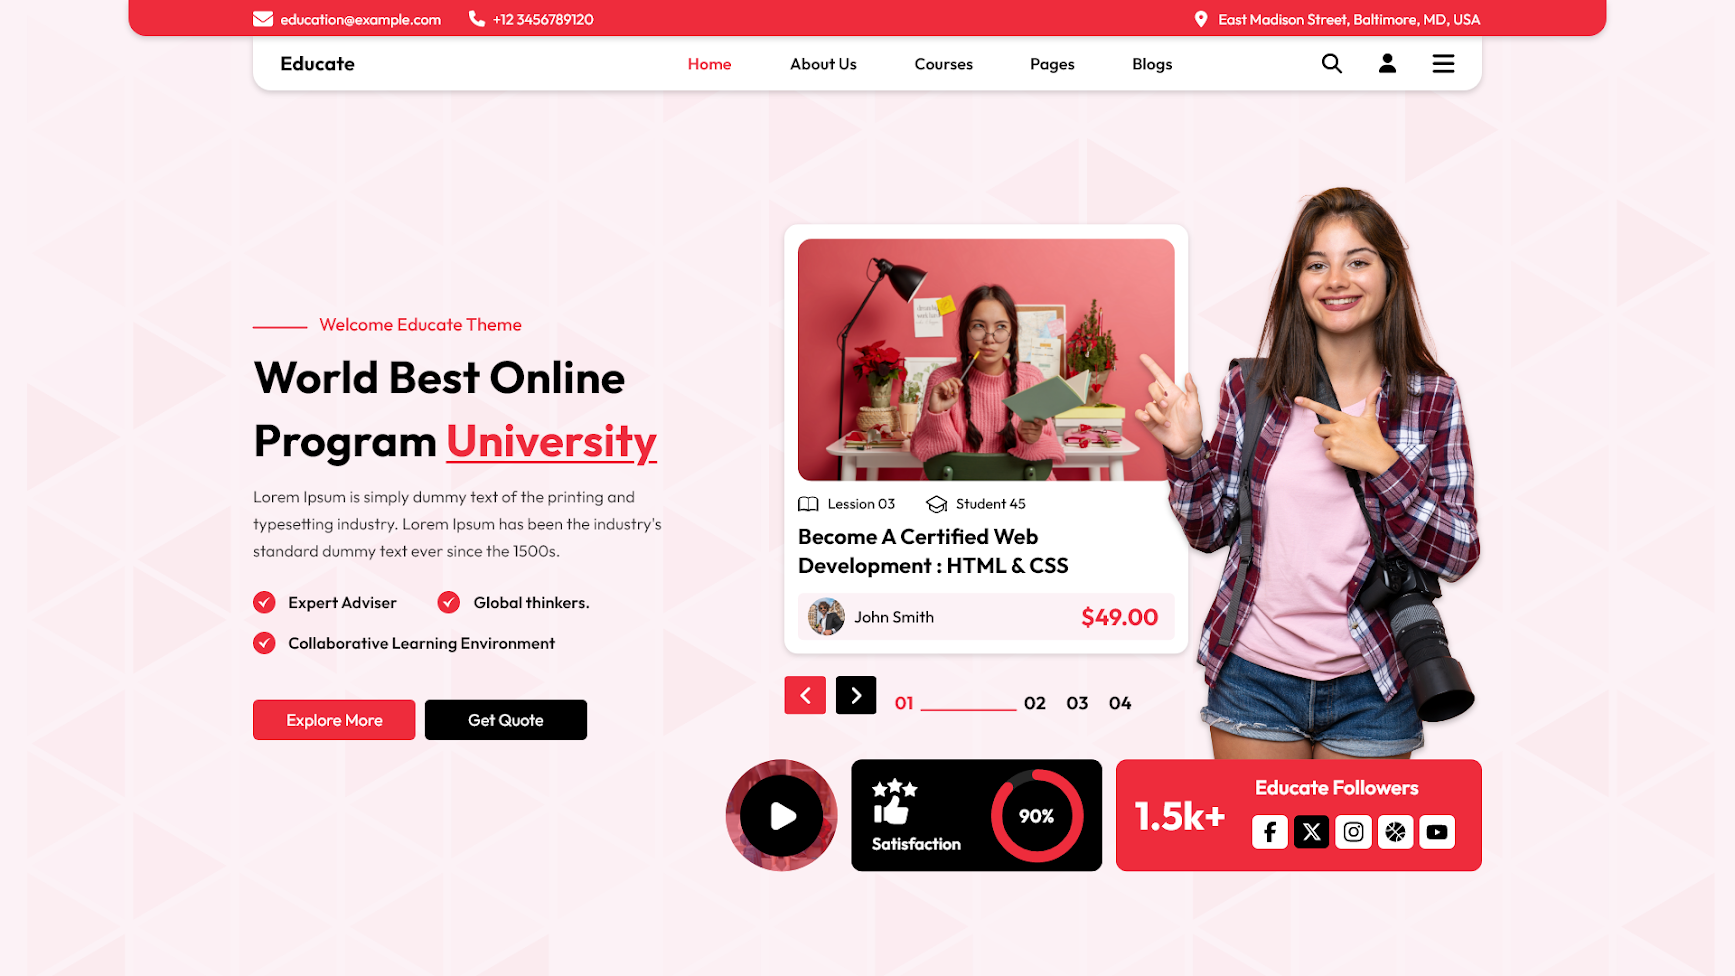 education@example.com +12 3456789120 East Madison Street, Baltimore, MD, USA
Educate Home About Us Courses Pages Blogs
Welcome Educate Theme
World Best Online
Program University
Lorem Ipsum is simply dummy text of the printing and
typesetting industry. Lorem Ipsum has been the industry's
standard dummy text ever since the 1500s.
Expert Adviser Global thinkers.
Collaborative Learning Environment
Explore More Get Quote
Lession 03 Student 45
Become A Certified Web
Development : HTML & CSS
John Smith $49.00
01 02 03 04
Satisfaction
90%
1.5k+
Educate Followers